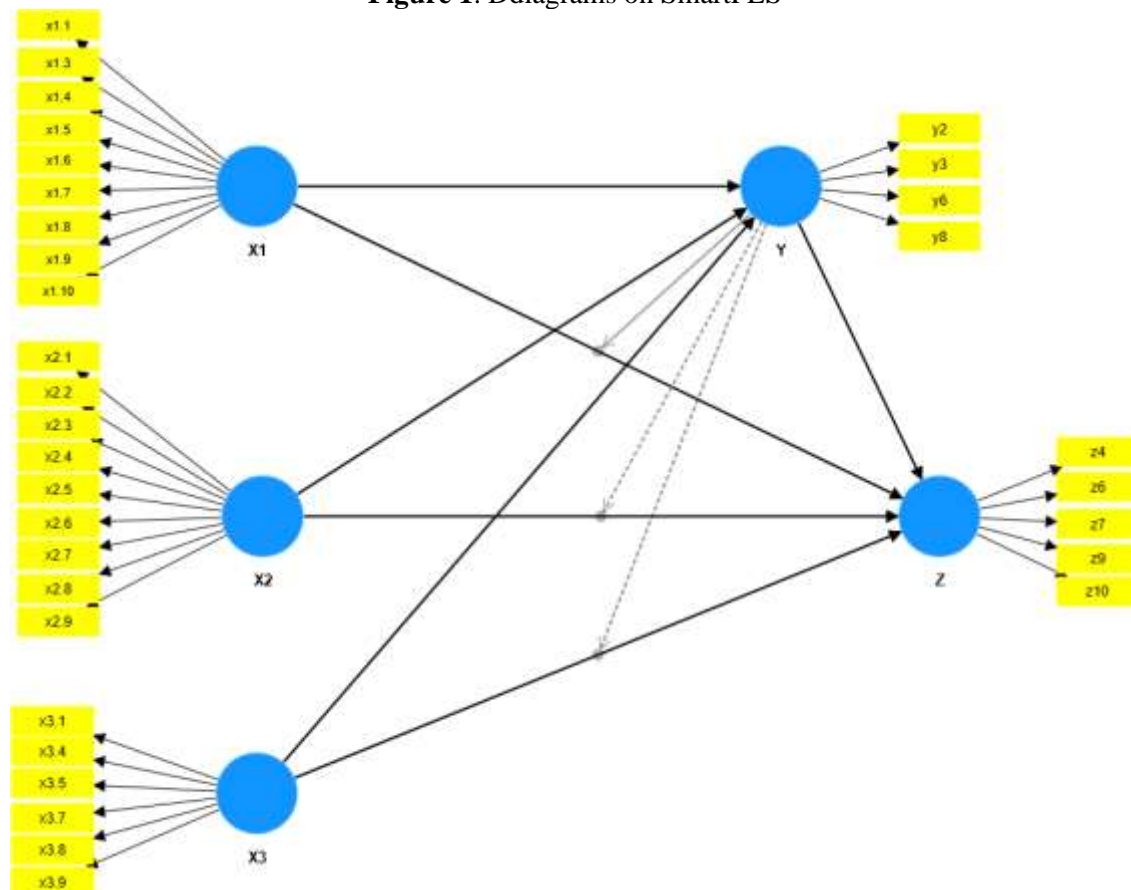 Figure 1. Ddiagrams on SmartPLS
x1.1
x1.3
x1.4
x1.5
x1.6
x1.7
x1.8
x1.9
x1.10
X1
x2.1
x2.2
x2.3
x2.4
x2.5
x2.6
x2.7
x2.8
x2.9
X2
x3.1
x3.4
x3.5
x3.7
x3.8
x3.9
X3
y2
y3
y6
y8
Y
z4
z6
z7
z9
z10
Z